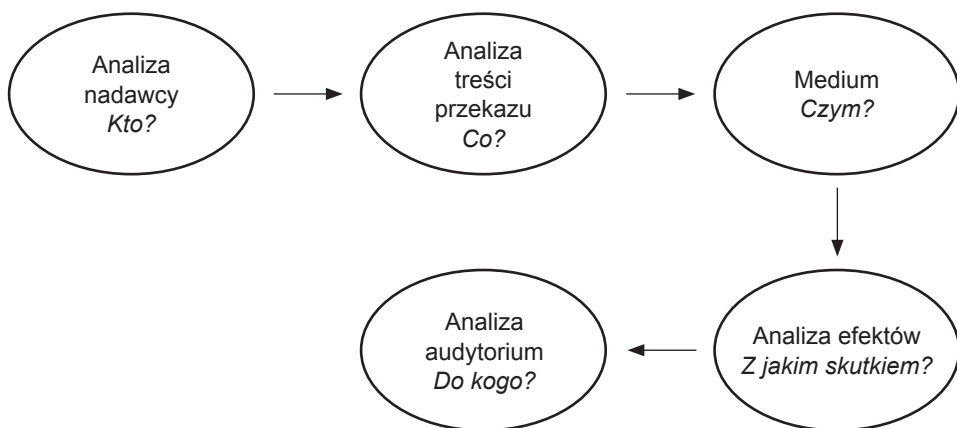 Analiza
nadawcy
Kto?
Analiza
treści
przekazu
Co?
Medium
Czym?
Analiza efektów
Z jakim skutkiem?
Analiza
audytorium
Do kogo?